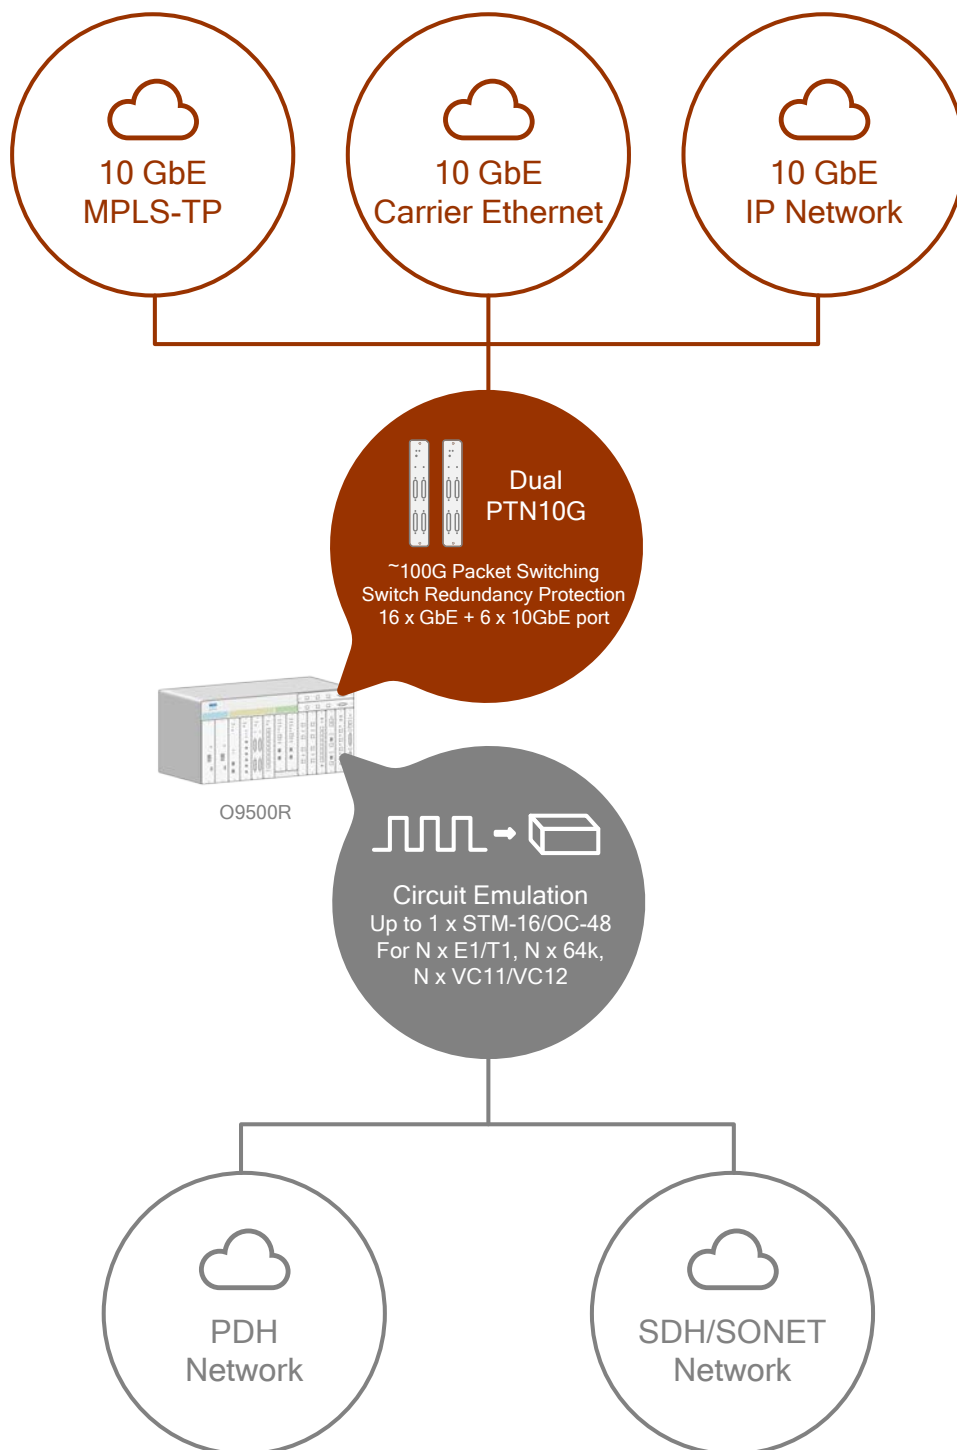 10 GbE
MPLS-TP
10 GbE
Carrier Ethernet
10 GbE
IP Network
Dual
PTN10G
~100G Packet Switching
Switch Redundancy Protection
16 x GbE + 6 x 10GbE port
O9500R
Circuit Emulation
Up to 1 x STM-16/OC-48
For N x E1/T1, N x 64k,
N x VC11/VC12
PDH
Network
SDH/SONET
Network